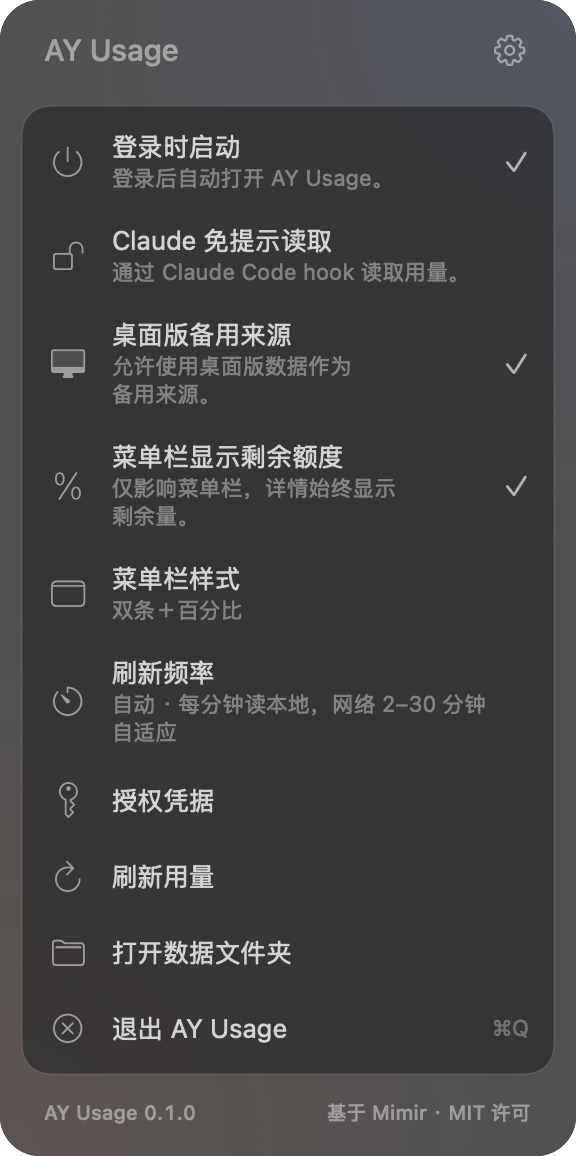 AY Usage
登录时启动
登录后自动打开 AY Usage。
Claude 免提示读取
通过 Claude Code hook 读取用量。
桌面版备用来源
允许使用桌面版数据作为
备用来源。
菜单栏显示剩余额度
仅影响菜单栏，详情始终显示
剩余量。
菜单栏样式
双条＋百分比
刷新频率
自动 · 每分钟读本地，网络 2–30 分钟
自适应
授权凭据
刷新用量
打开数据文件夹
退出 AY Usage ⌘Q
AY Usage 0.1.0 基于 Mimir · MIT 许可